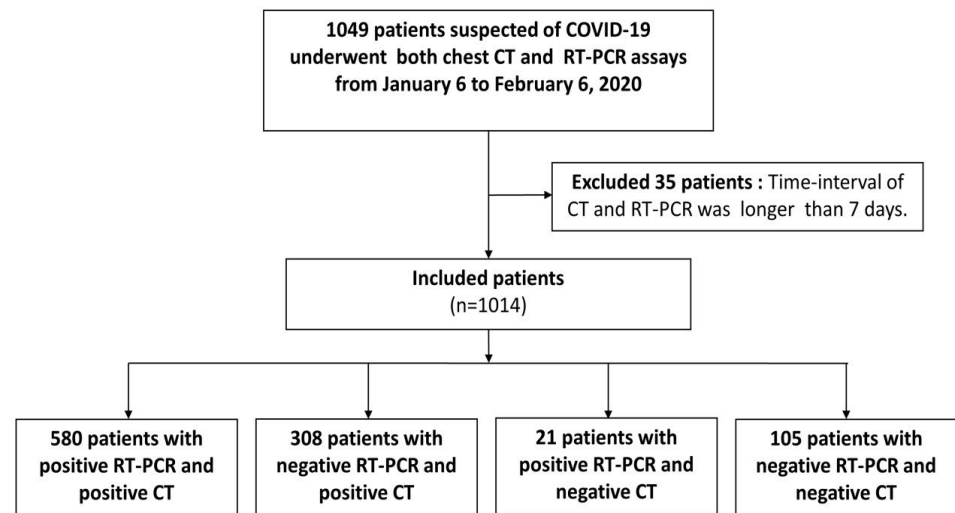 1049 patients suspected of COVID-19
underwent both chest CT and RT-PCR assays
from January 6 to February 6, 2020
Excluded 35 patients : Time-interval of
CT and RT-PCR was longer than 7 days.
Included patients
(n=1014)
580 patients with
positive RT-PCR and
positive CT
308 patients with
negative RT-PCR and
positive CT
21 patients with
positive RT-PCR and
negative CT
105 patients with
negative RT-PCR and
negative CT